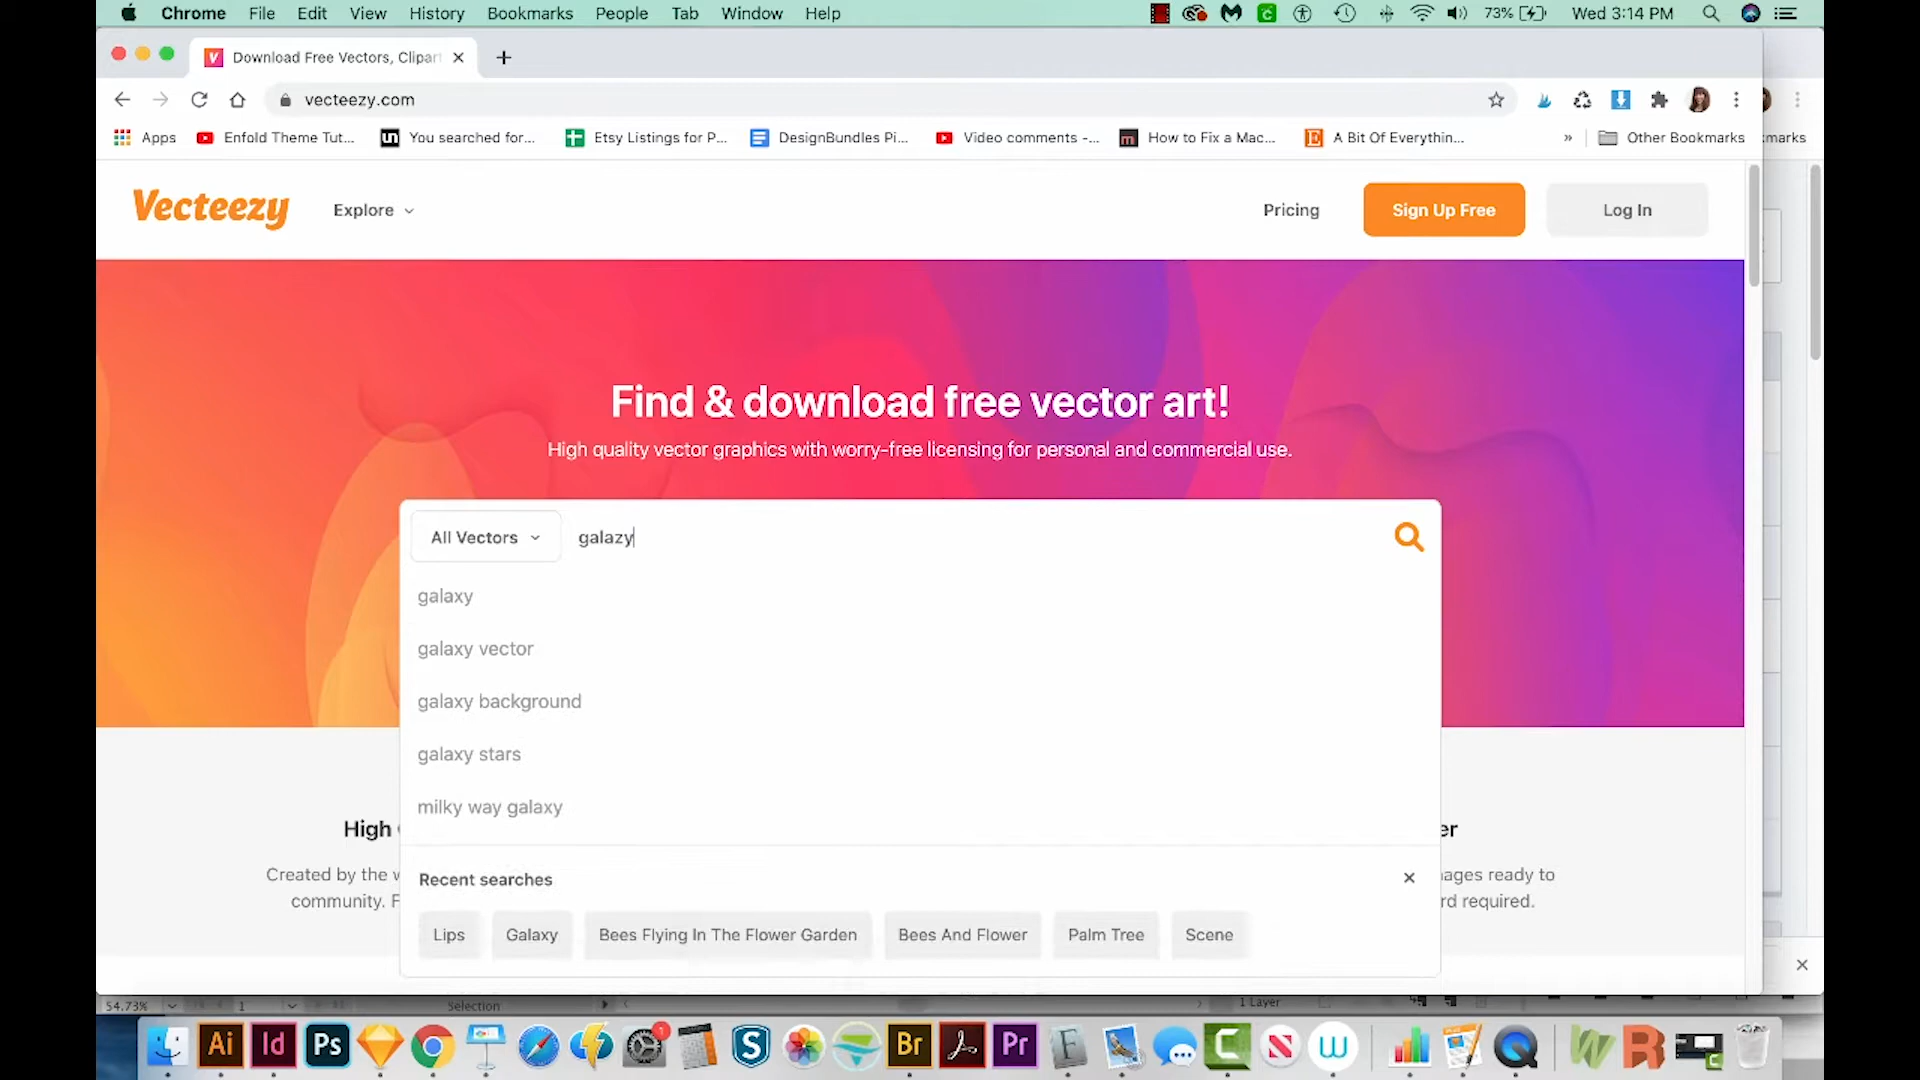 Chrome File Edit View History Bookmarks People Tab Window Help 73% Wed 3:14 PM
Download Free Vectors, Clipart
vecteezy.com
Apps Enfold Theme Tut... You searched for... Etsy Listings for P... DesignBundles Pi... Video comments -... How to Fix a Mac... A Bit Of Everythin... » Other Bookmarks kmarks
Vecteezy Explore Pricing Sign Up Free Log In
Find & download free vector art!
High quality vector graphics with worry-free licensing for personal and commercial use.
All Vectors galazy
galaxy
galaxy vector
galaxy background
galaxy stars
milky way galaxy
High er
Created by the w ages ready to
community. F rd required.
Recent searches
Lips Galaxy Bees Flying In The Flower Garden Bees And Flower Palm Tree Scene
54.73% 1 Selection 1 Layer
Ai Id Ps 1 S Br Pr F C N W R C